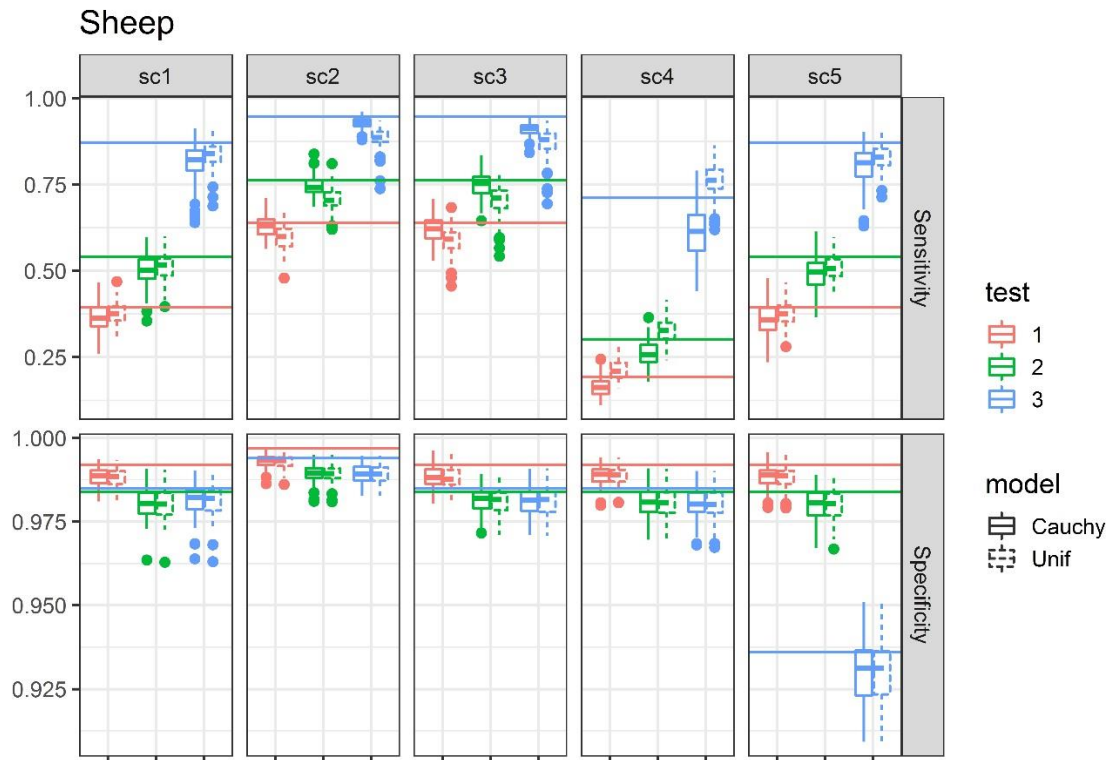 Sheep
sc1 sc2 sc3 sc4 sc5
1.00
0.75
0.50
0.25
Sensitivity
1.000
0.975
0.950
0.925
Specificity
test
1
2
3
model
Cauchy
Unif